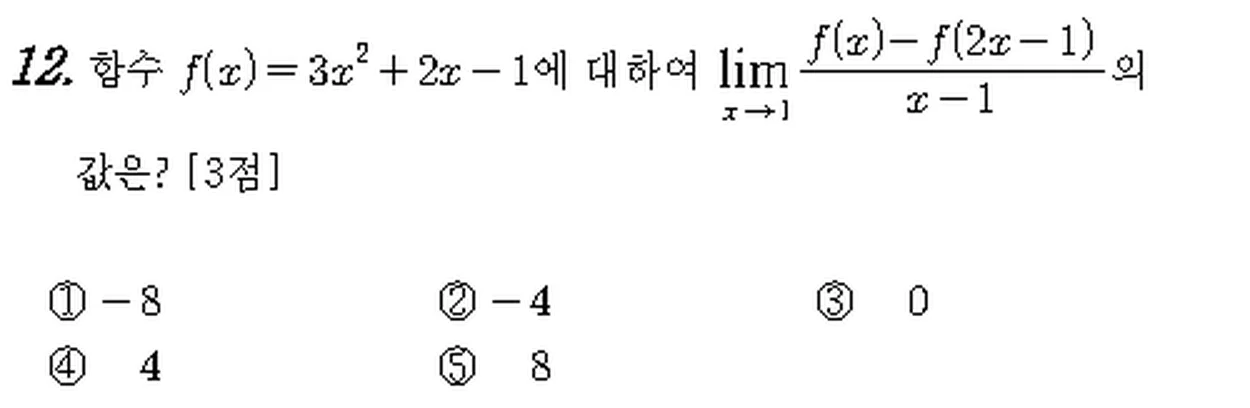 12. 함수 f(x)=3x²+2x-1에 대하여 lim_{x→1} (f(x)-f(2x-1))/(x-1) 의
값은? [3점]
① -8 ② -4 ③ 0
④ 4 ⑤ 8